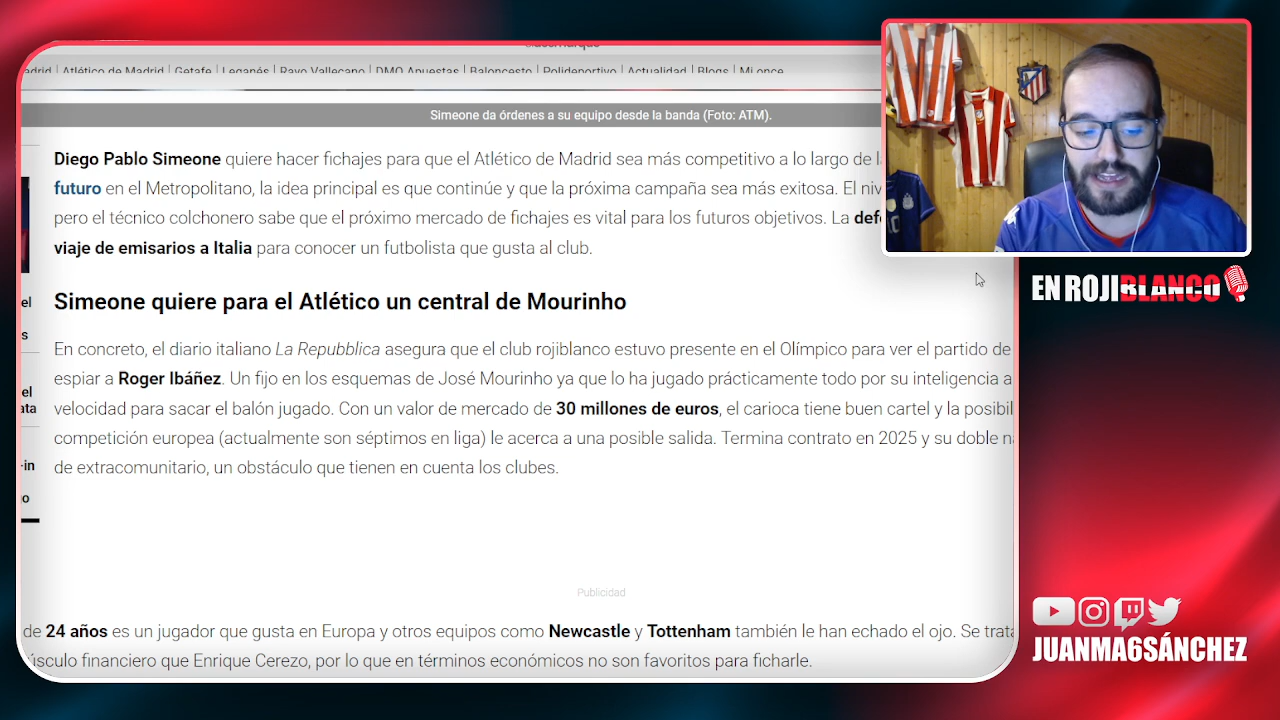 Atlético de Madrid | Getafe | Leganés | Rayo Vallecano | DMQ Apuestas | Baloncesto | Polideportivo | Actualidad | Blogs | Mi once
Simeone da órdenes a su equipo desde la banda (Foto: ATM).
Diego Pablo Simeone quiere hacer fichajes para que el Atlético de Madrid sea más competitivo a lo largo de
futuro en el Metropolitano, la idea principal es que continúe y que la próxima campaña sea más exitosa. El
pero el técnico colchonero sabe que el próximo mercado de fichajes es vital para los futuros objetivos. La
viaje de emisarios a Italia para conocer un futbolista que gusta al club.
Simeone quiere para el Atlético un central de Mourinho
En concreto, el diario italiano La Repubblica asegura que el club rojiblanco estuvo presente en el Olímpico para ver el partido de
espiar a Roger Ibáñez. Un fijo en los esquemas de José Mourinho ya que lo ha jugado prácticamente todo por su inteligencia a
velocidad para sacar el balón jugado. Con un valor de mercado de 30 millones de euros, el carioca tiene buen cartel y la
competición europea (actualmente son séptimos en liga) le acerca a una posible salida. Termina contrato en 2025 y su doble
de extracomunitario, un obstáculo que tienen en cuenta los clubes.
Publicidad
de 24 años es un jugador que gusta en Europa y otros equipos como Newcastle y Tottenham también le han echado el ojo. Se
financiero que Enrique Cerezo, por lo que en términos económicos no son favoritos para ficharle.
EN ROJIBLANCO
JUANMA6SÁNCHEZ